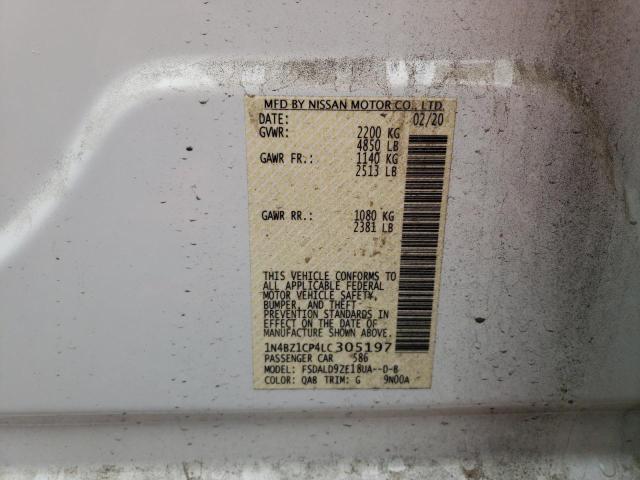 MFD BY NISSAN MOTOR CO., LTD.
DATE: 02/20
GVWR: 2200 KG
4850 LB
GAWR FR.: 1140 KG
2513 LB
GAWR RR.: 1080 KG
2381 LB
THIS VEHICLE CONFORMS TO
ALL APPLICABLE FEDERAL
MOTOR VEHICLE SAFETY,
BUMPER, AND THEFT
PREVENTION STANDARDS IN
EFFECT ON THE DATE OF
MANUFACTURE SHOWN ABOVE.
1N4BZ1CP4LC305197
PASSENGER CAR 586
MODEL: FSDALD9ZE18UA--D-B
COLOR: QAB TRIM: G 9N00A